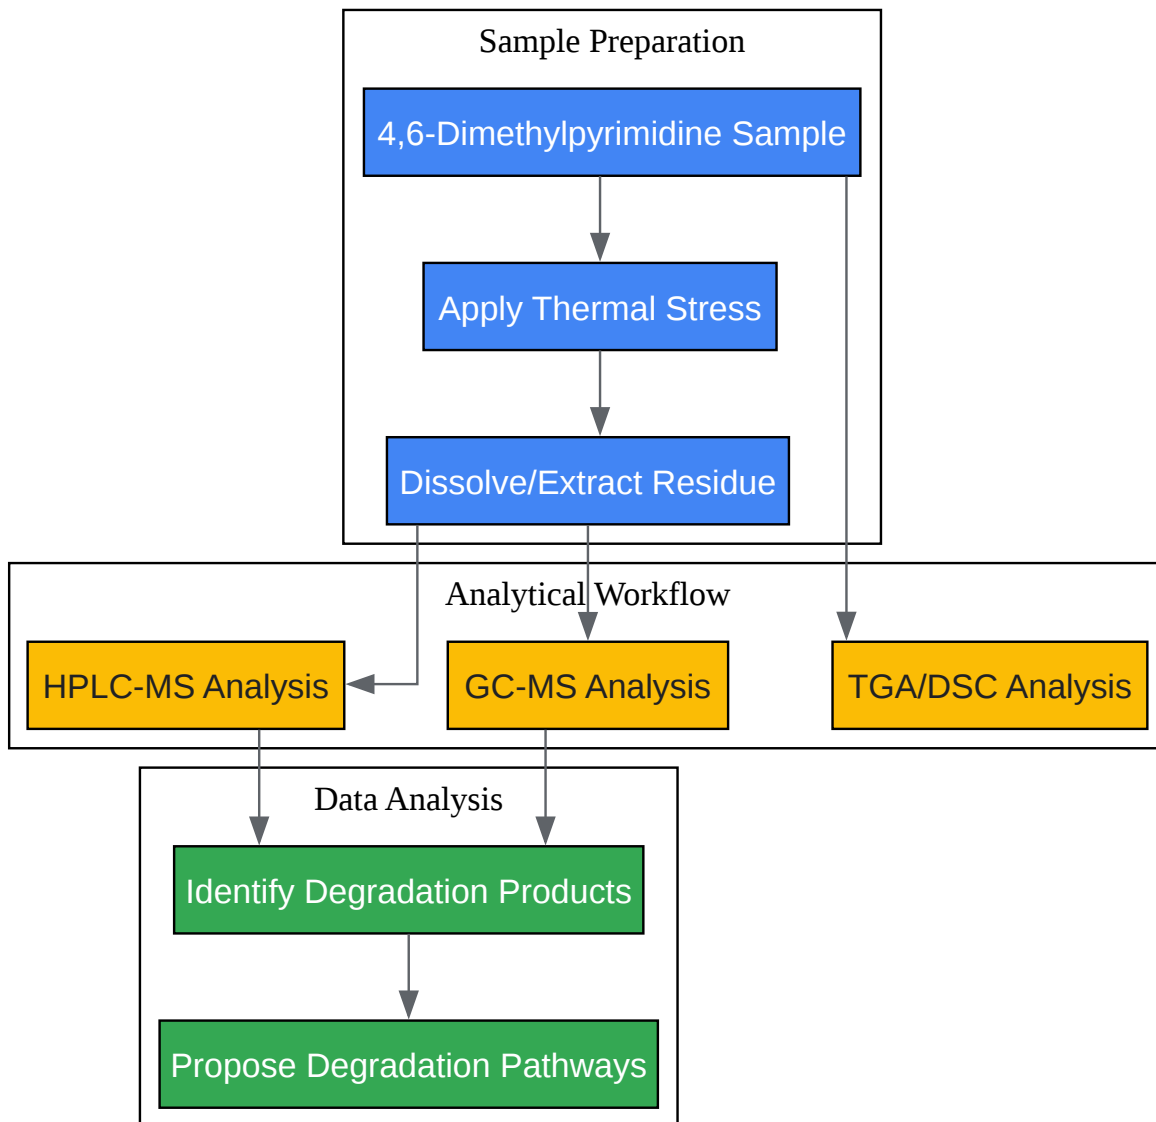 Sample Preparation
4,6-Dimethylpyrimidine Sample
Apply Thermal Stress
Dissolve/Extract Residue
Analytical Workflow
HPLC-MS Analysis
GC-MS Analysis
TGA/DSC Analysis
Data Analysis
Identify Degradation Products
Propose Degradation Pathways